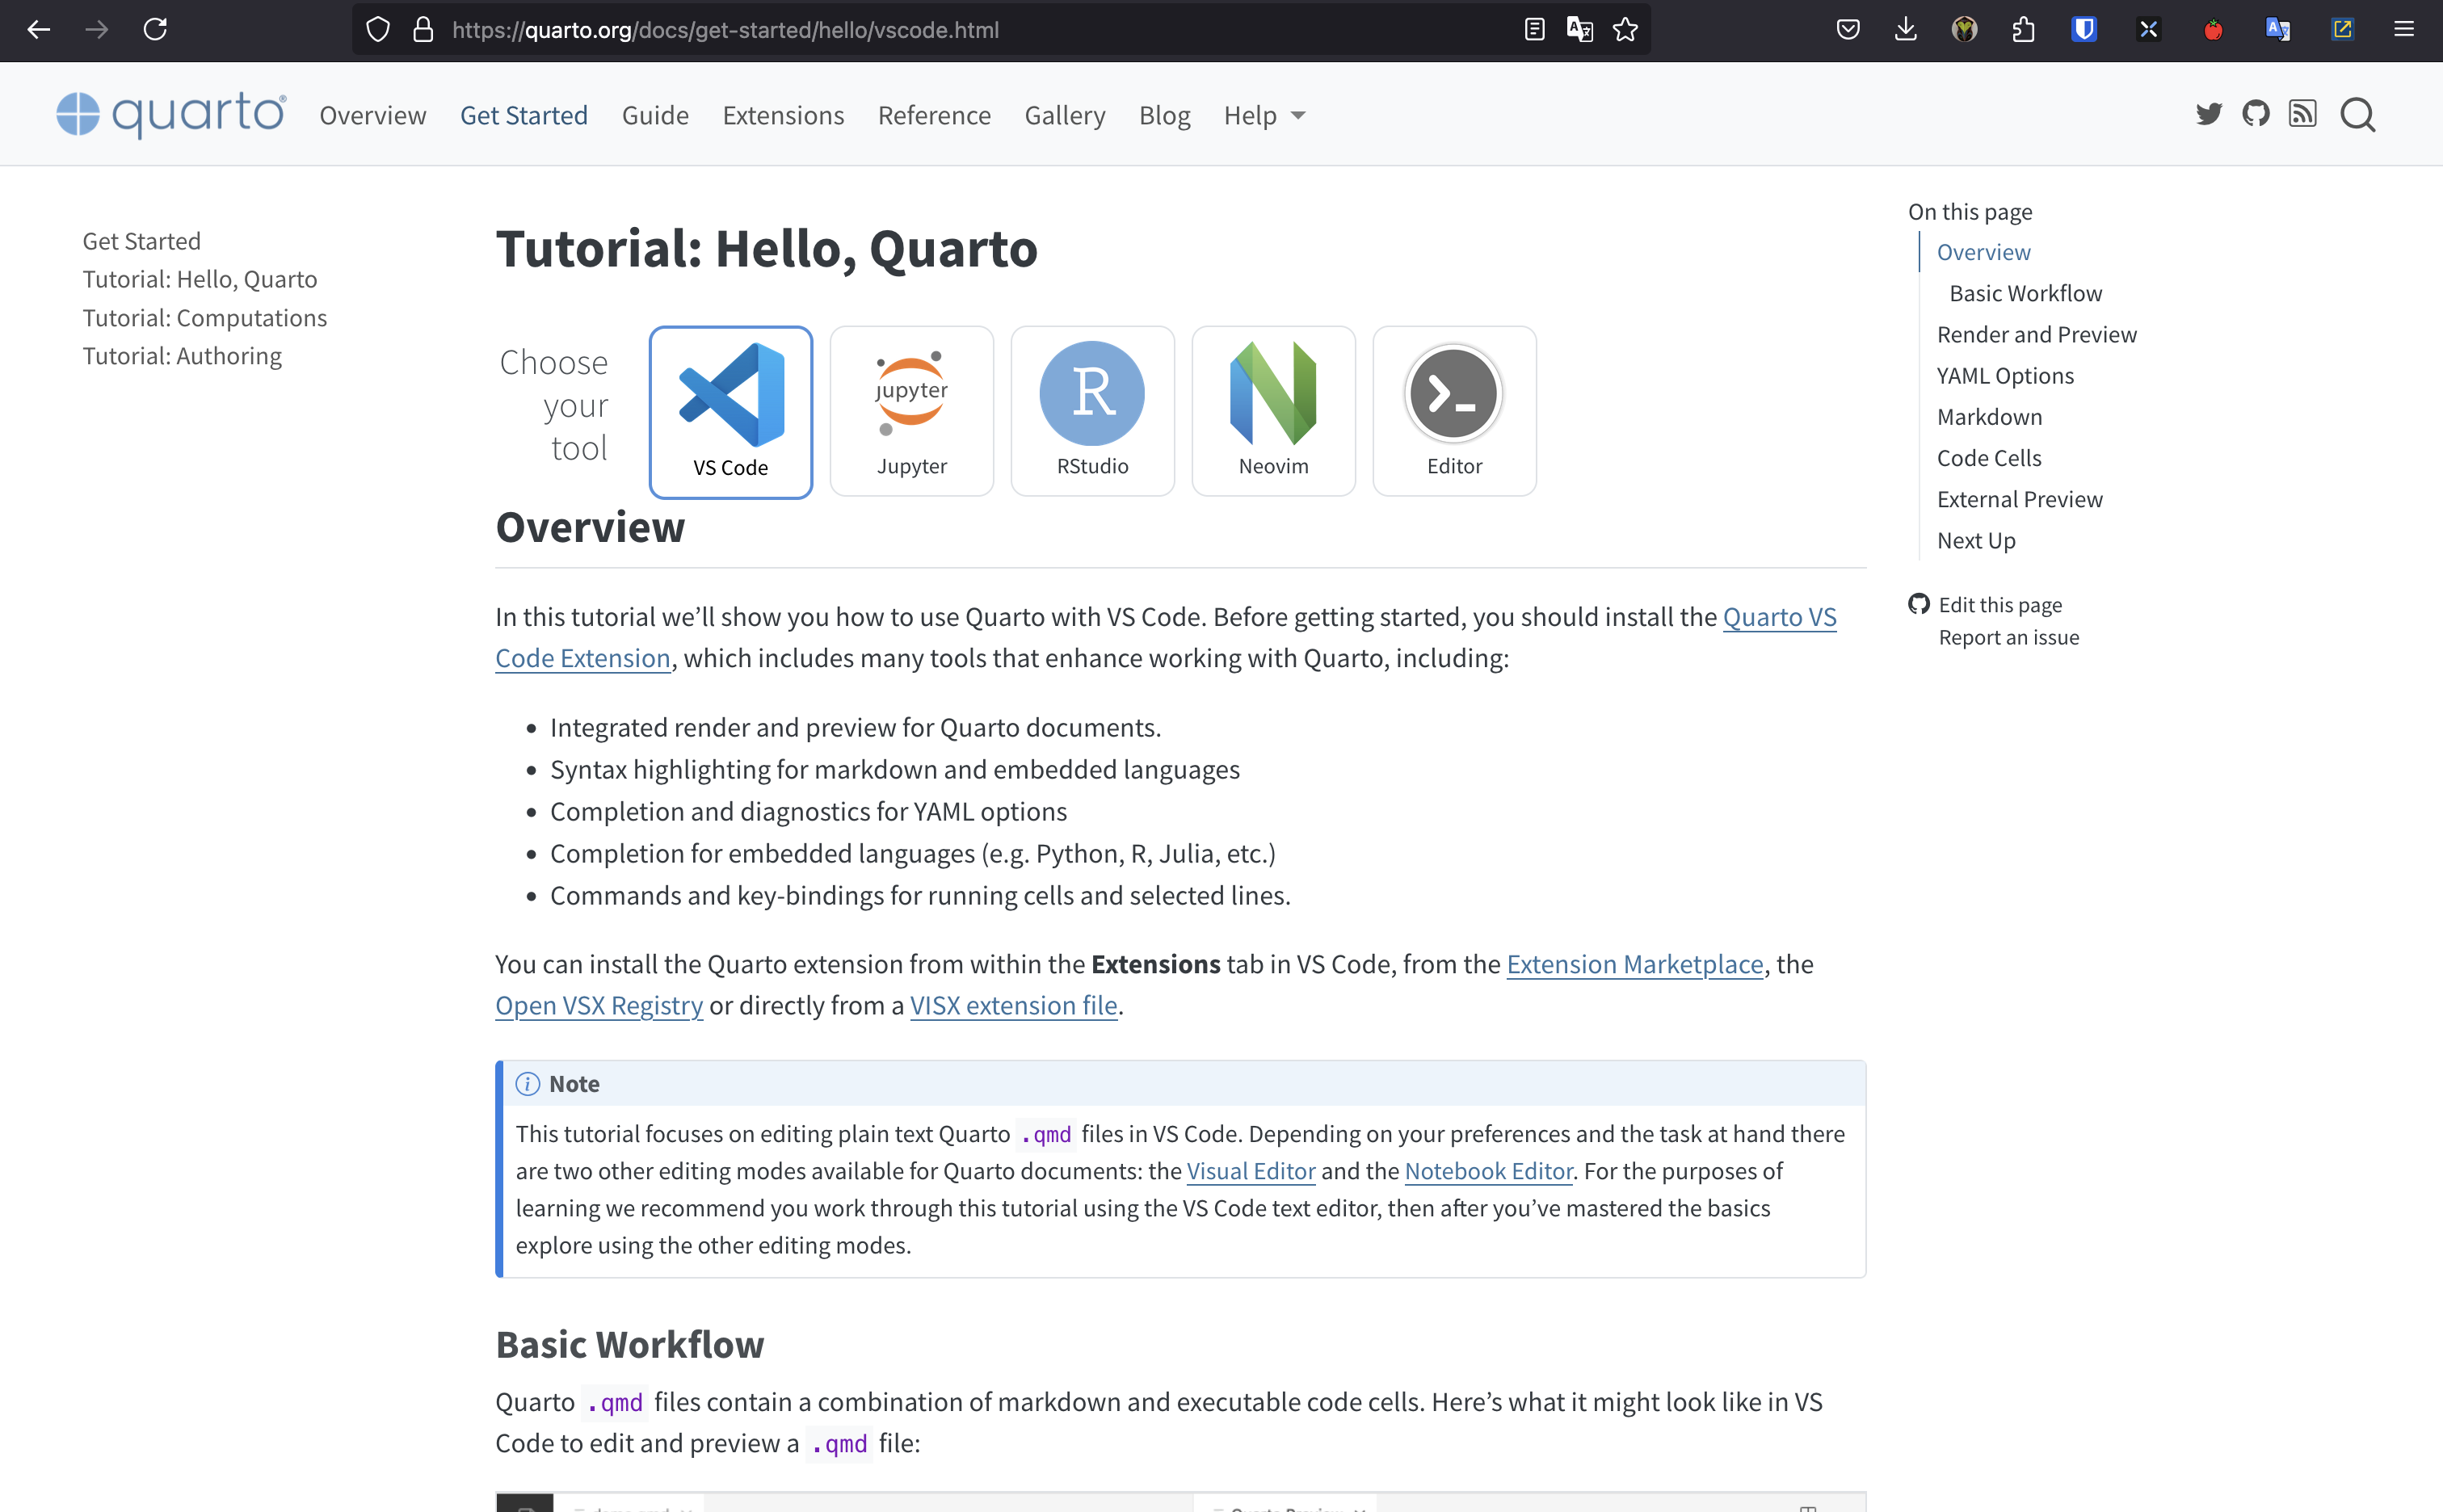 https://quarto.org/docs/get-started/hello/vscode.html
quarto
Overview
Get Started
Guide
Extensions
Reference
Gallery
Blog
Help
Get Started
Tutorial: Hello, Quarto
Tutorial: Computations
Tutorial: Authoring
Tutorial: Hello, Quarto
Choose
your
tool
VS Code
jupyter
Jupyter
R
RStudio
Neovim
Editor
Overview
In this tutorial we’ll show you how to use Quarto with VS Code. Before getting started, you should install the Quarto VS
Code Extension, which includes many tools that enhance working with Quarto, including:
• Integrated render and preview for Quarto documents.
• Syntax highlighting for markdown and embedded languages
• Completion and diagnostics for YAML options
• Completion for embedded languages (e.g. Python, R, Julia, etc.)
• Commands and key-bindings for running cells and selected lines.
You can install the Quarto extension from within the Extensions tab in VS Code, from the Extension Marketplace, the
Open VSX Registry or directly from a VISX extension file.
Note
This tutorial focuses on editing plain text Quarto .qmd files in VS Code. Depending on your preferences and the task at hand there
are two other editing modes available for Quarto documents: the Visual Editor and the Notebook Editor. For the purposes of
learning we recommend you work through this tutorial using the VS Code text editor, then after you’ve mastered the basics
explore using the other editing modes.
Basic Workflow
Quarto .qmd files contain a combination of markdown and executable code cells. Here’s what it might look like in VS
Code to edit and preview a .qmd file:
On this page
Overview
Basic Workflow
Render and Preview
YAML Options
Markdown
Code Cells
External Preview
Next Up
Edit this page
Report an issue